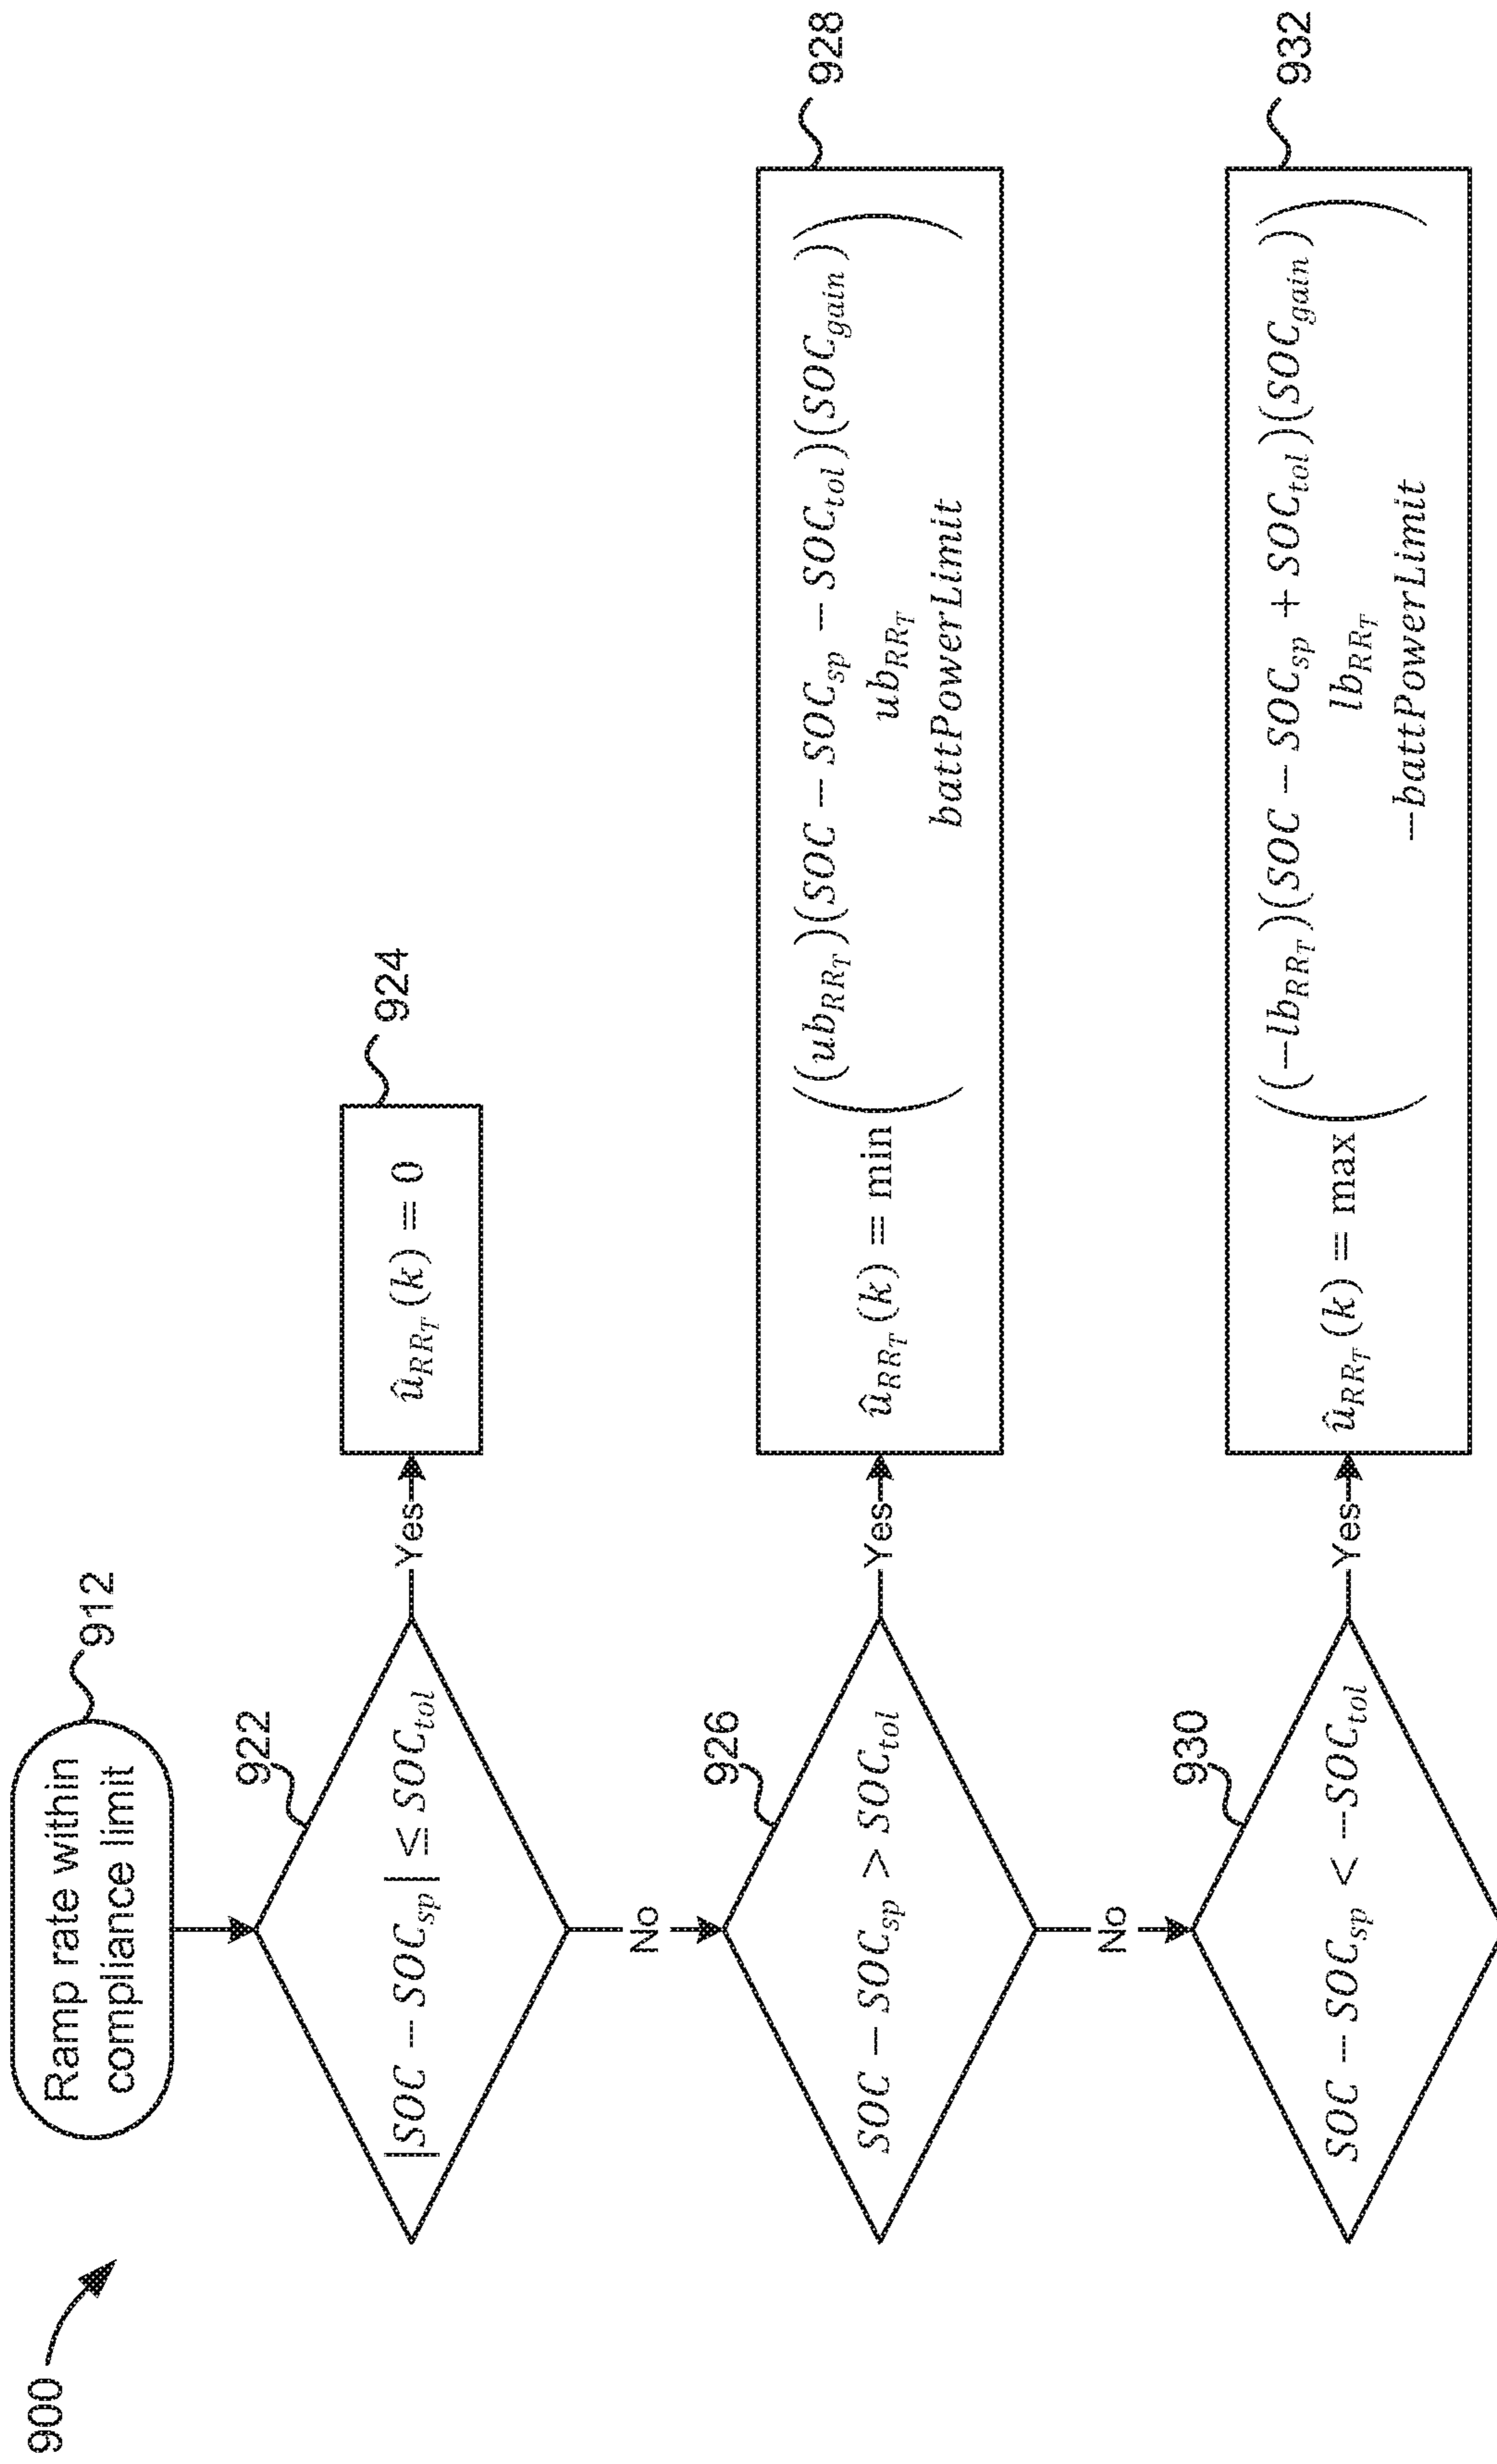 900
Ramp rate within
compliance limit
912
922
|SOC − SOC_sp| ≤ SOC_tol
Yes
û_RR_T(k) = 0
924
No
926
SOC − SOC_sp > SOC_tol
Yes
û_RR_T(k) = min
((ub_RR_T)(SOC − SOC_sp − SOC_tol)(SOC_gain)
ub_RR_T
battPowerLimit)
928
No
930
SOC − SOC_sp < −SOC_tol
Yes
û_RR_T(k) = max
((−lb_RR_T)(SOC − SOC_sp + SOC_tol)(SOC_gain)
lb_RR_T
−battPowerLimit)
932